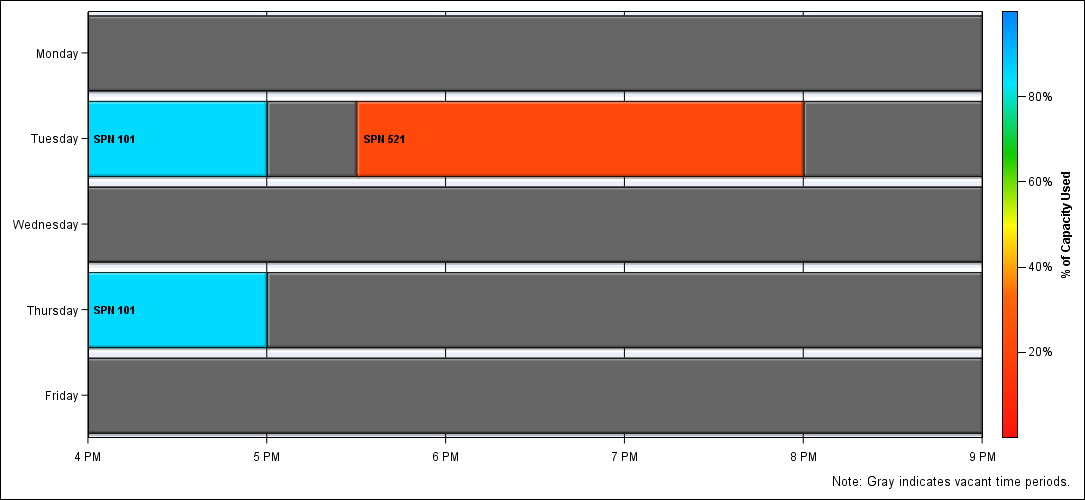 Monday
Tuesday
SPN 101
SPN 521
Wednesday
Thursday
SPN 101
Friday
4 PM
5 PM
6 PM
7 PM
8 PM
9 PM
80%
60%
40%
20%
% of Capacity Used
Note: Gray indicates vacant time periods.